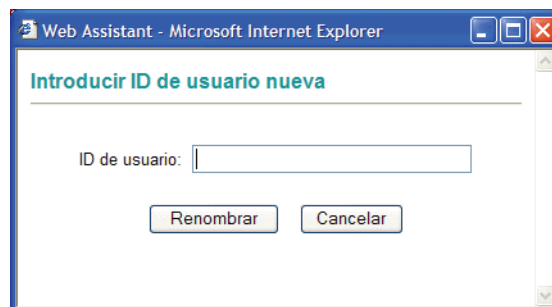 Web Assistant - Microsoft Internet Explorer
Introducir ID de usuario nueva
ID de usuario:
Renombrar Cancelar